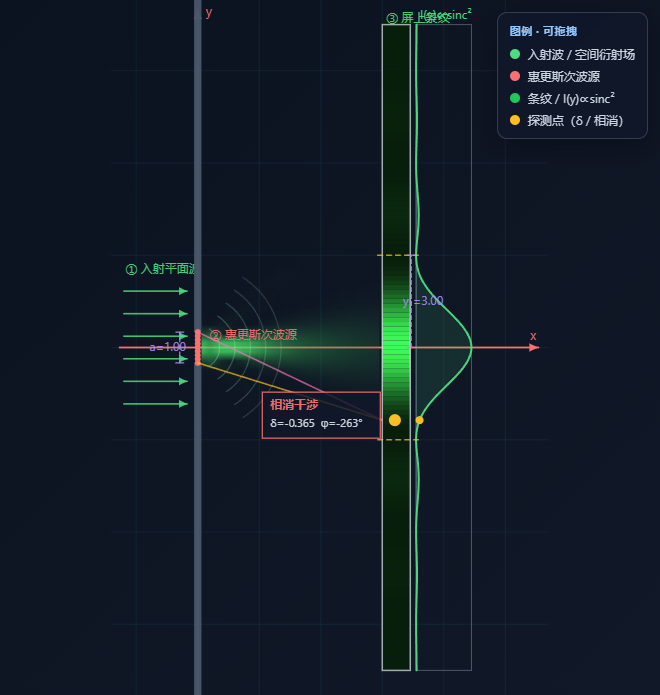 y
③ 屏上条纹
I(y)∝sinc²
图例 · 可拖拽
入射波 / 空间衍射场
惠更斯次波源
条纹 / I(y)∝sinc²
探测点（δ / 相消）
① 入射平面波
y₁=3.00
② 惠更斯次波源
x
a=1.00
相消干涉
δ=-0.365 φ=-263°